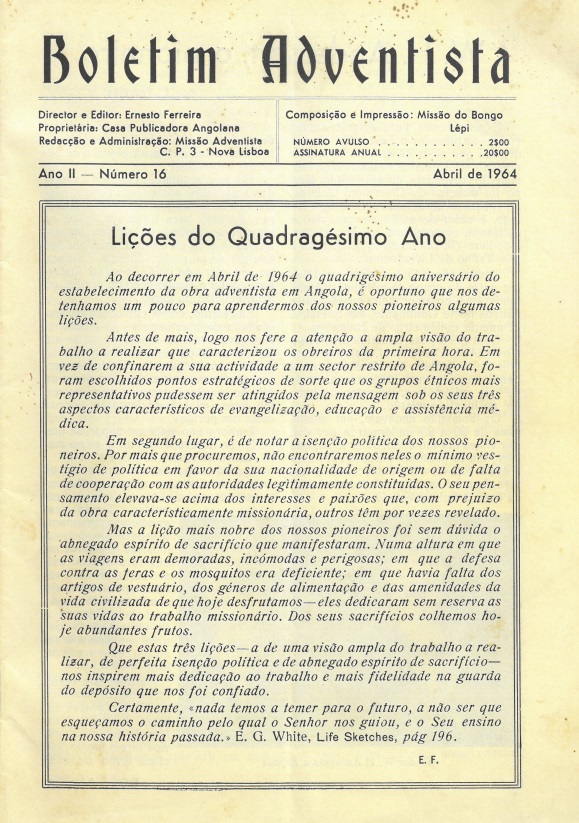 Boletim Adventista
Director e Editor: Ernesto Ferreira
Proprietária: Casa Publicadora Angolana
Redacção e Administração: Missão Adventista
C. P. 3 - Nova Lisboa
Composição e Impressão: Missão do Bongo
Lépi
NÚMERO AVULSO . . . . . . . . . . . . 2$00
ASSINATURA ANUAL . . . . . . . . . . . 20$00
Ano II — Número 16
Abril de 1964
Lições do Quadragésimo Ano
Ao decorrer em Abril de 1964 o quadrigésimo aniversário do
estabelecimento da obra adventista em Angola, é oportuno que nos de-
tenhamos um pouco para aprendermos dos nossos pioneiros algumas
lições.
Antes de mais, logo nos fere a atenção a ampla visão do tra-
balho a realizar que caracterizou os obreiros da primeira hora. Em
vez de confinarem a sua actividade a um sector restrito de Angola, fo-
ram escolhidos pontos estratégicos de sorte que os grupos étnicos mais
representativos pudessem ser atingidos pela mensagem sob os seus três
aspectos característicos de evangelização, educação e assistência mé-
dica.
Em segundo lugar, é de notar a isenção política dos nossos pio-
neiros. Por mais que procuremos, não encontraremos neles o mínimo ves-
tígio de política em favor da sua nacionalidade de origem ou de falta
de cooperação com as autoridades legitimamente constituidas. O seu pen-
samento elevava-se acima dos interesses e paixões que, com prejuizo
da obra caracteristicamente missionária, outros têm por vezes revelado.
Mas a lição mais nobre dos nossos pioneiros foi sem dúvida o
abnegado espírito de sacrifício que manifestaram. Numa altura em que
as viagens eram demoradas, incómodas e perigosas; em que a defesa
contra as feras e os mosquitos era deficiente; em que havia falta dos
artigos de vestuário, dos géneros de alimentação e das amenidades da
vida civilizada de que hoje desfrutamos—eles dedicaram sem reserva as
suas vidas ao trabalho missionário. Dos seus sacrifícios colhemos ho-
je abundantes frutos.
Que estas três lições—a de uma visão ampla do trabalho a rea-
lizar, de perfeita isenção política e de abnegado espírito de sacrifício—
nos inspirem mais dedicação ao trabalho e mais fidelidade na guarda
do depósito que nos foi confiado.
Certamente, «nada temos a temer para o futuro, a não ser que
esqueçamos o caminho pelo qual o Senhor nos guiou, e o Seu ensino
na nossa história passada.» E. G. White, Life Sketches, pág 196.
E. F.